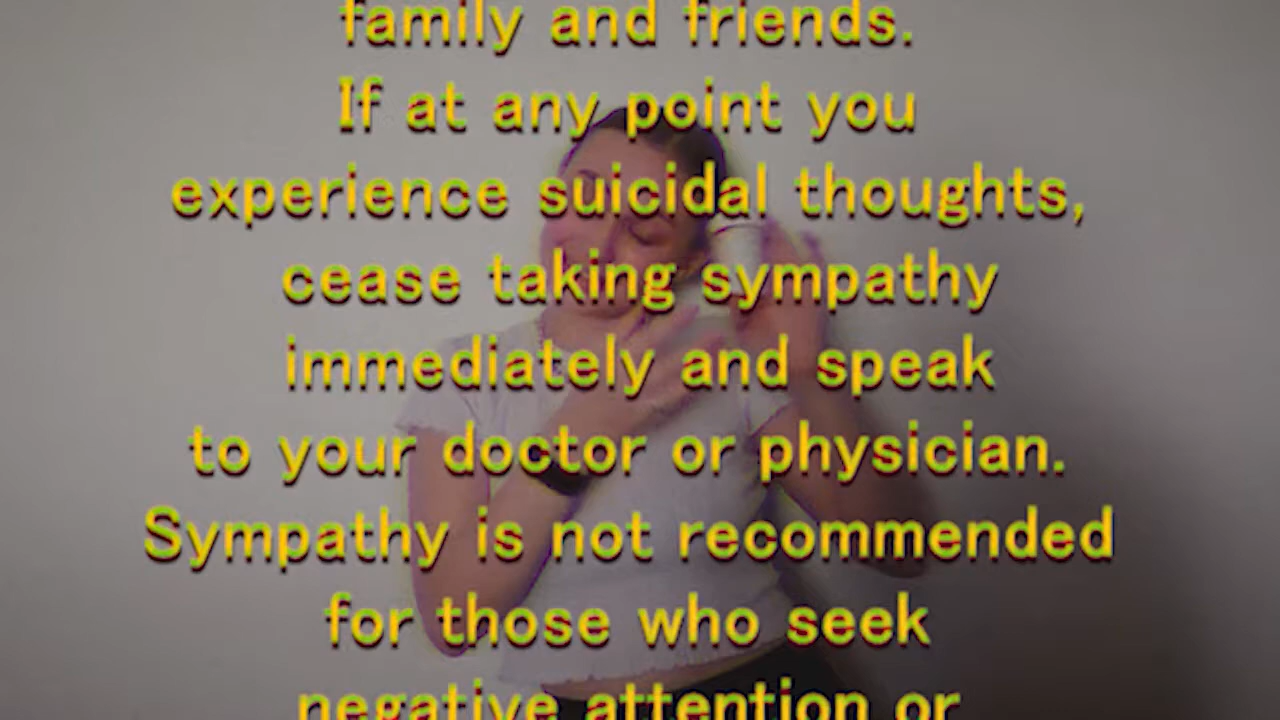 family and friends.
If at any point you
experience suicidal thoughts,
cease taking sympathy
immediately and speak
to your doctor or physician.
Sympathy is not recommended
for those who seek
negative attention or